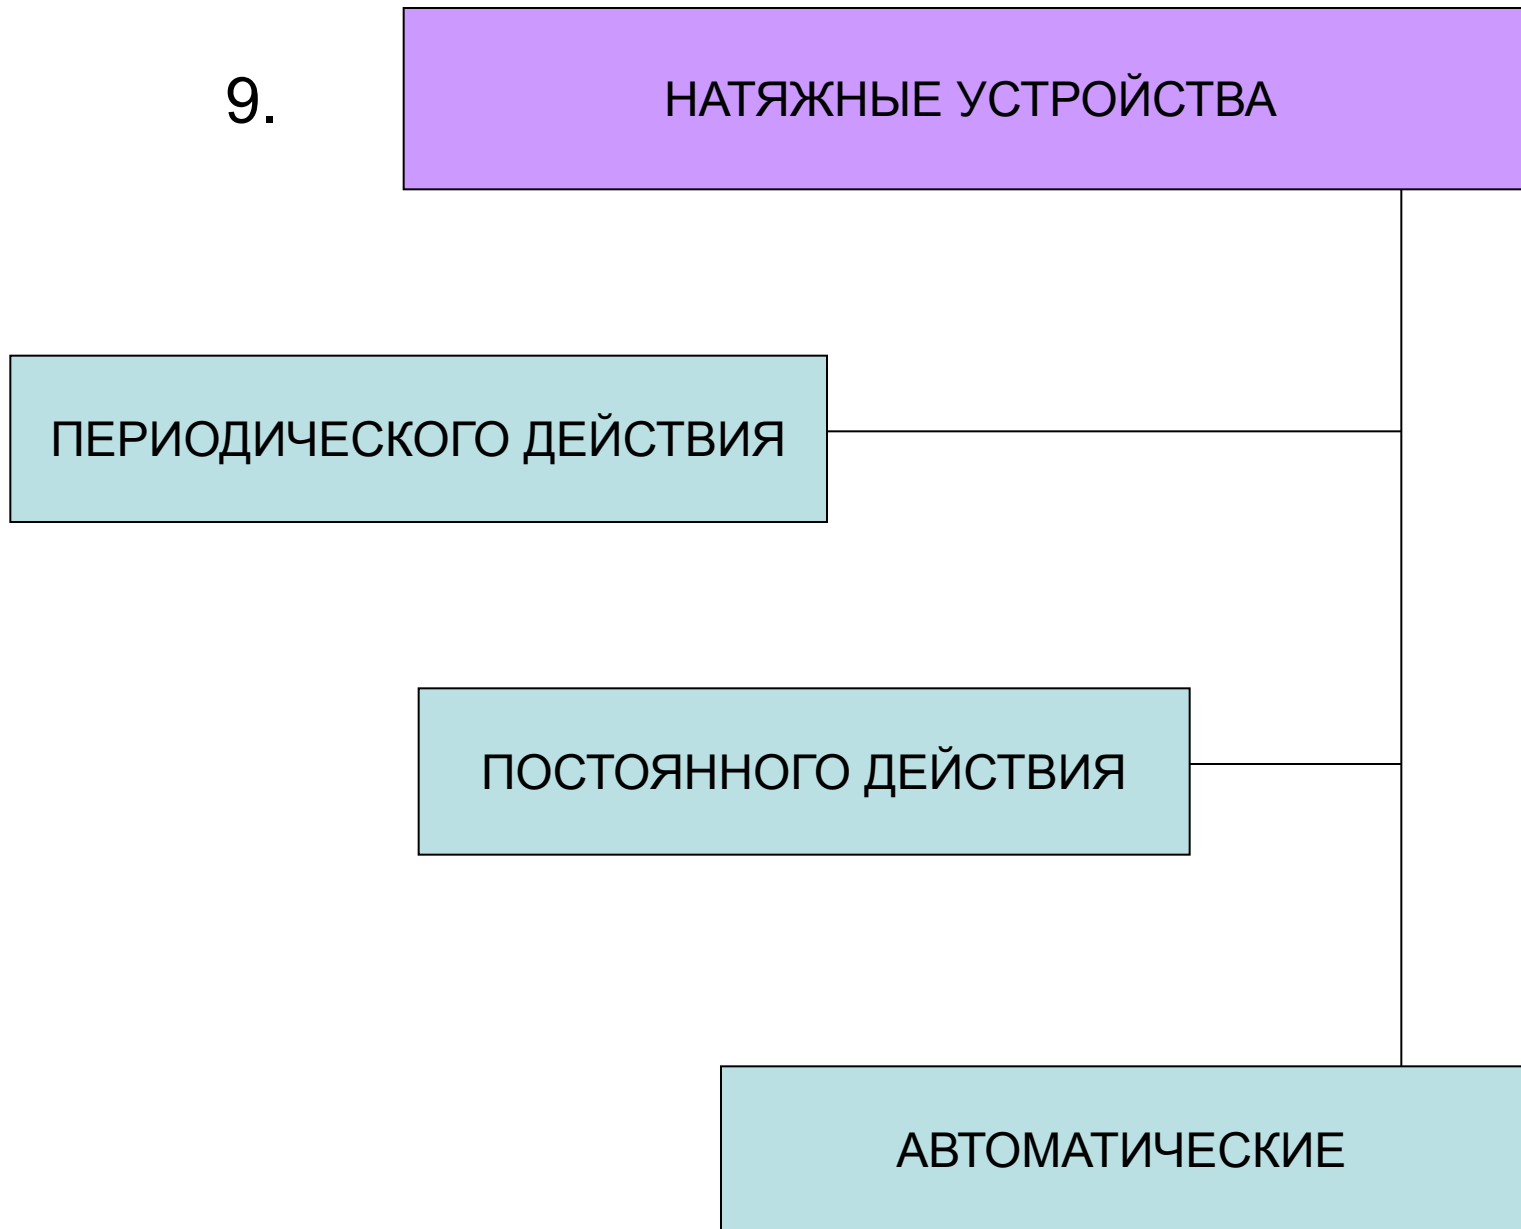 9.
НАТЯЖНЫЕ УСТРОЙСТВА
ПЕРИОДИЧЕСКОГО ДЕЙСТВИЯ
ПОСТОЯННОГО ДЕЙСТВИЯ
АВТОМАТИЧЕСКИЕ